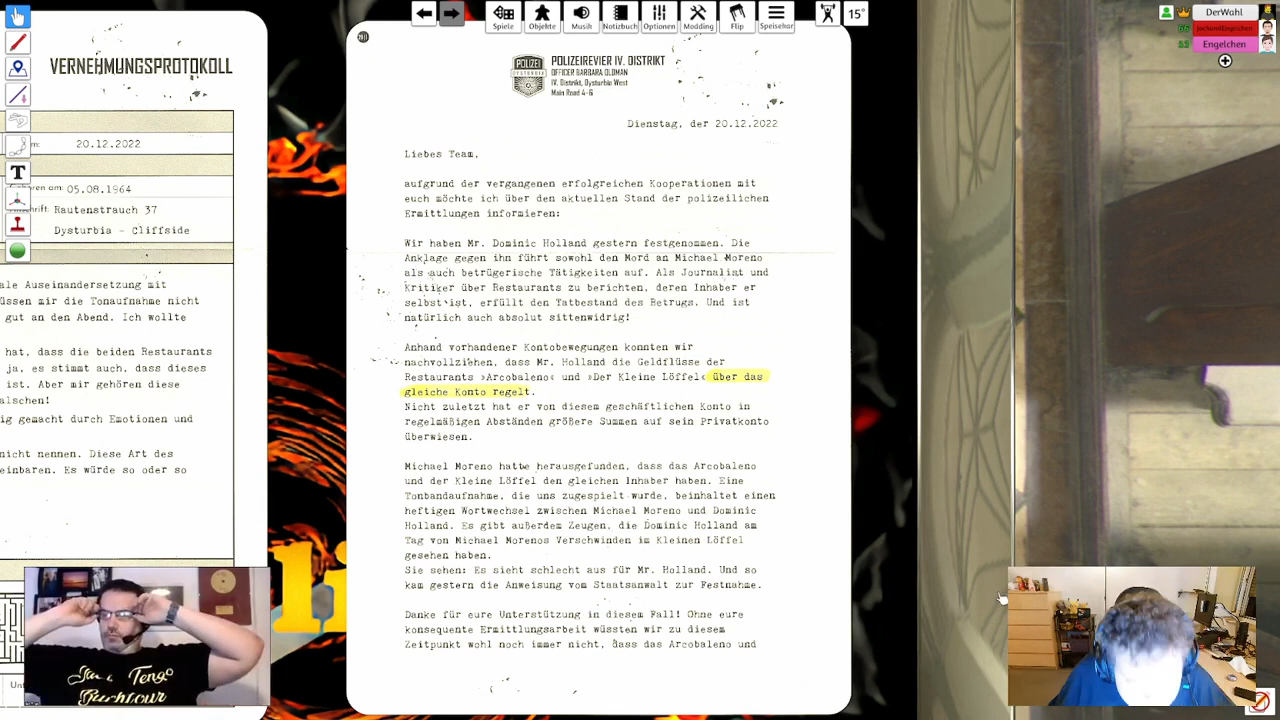 Spiele
Objekte
Musik
Notizbuch
Optionen
Modding
Flip
15°
DerWahl
Engelchen
VERNEHMUNGSPROTOKOLL
20.12.2022
05.08.1964
Rautenstrauch 37
Dysturbia - Cliffside
ale Auseinandersetzung mit
üssen mir die Tonaufnahme nicht
gut an den Abend. Ich wollte
hat, dass die beiden Restaurants
ja, es stimmt auch, dass dieses
ist. Aber mir gehören diese
alschen!
ig gemacht durch Emotionen und
nicht nennen. Diese Art des
einbaren. Es würde so oder so
POLIZEI
DYSTURBIA
POLIZEIREVIER IV. DISTRIKT
OFFICER BARBARA OLDMAN
IV. Distrikt, Dysturbia West
Main Road 4-6
Dienstag, der 20.12.2022
Liebes Team,
aufgrund der vergangenen erfolgreichen Kooperationen mit
euch möchte ich über den aktuellen Stand der polizeilichen
Ermittlungen informieren:
Wir haben Mr. Dominic Holland gestern festgenommen. Die
Anklage gegen ihn führt sowohl den Mord an Michael Moreno
als auch betrügerische Tätigkeiten auf. Als Journalist und
Kritiker über Restaurants zu berichten, deren Inhaber er
selbst ist, erfüllt den Tatbestand des Betrugs. Und ist
natürlich auch absolut sittenwidrig!
Anhand vorhandener Kontobewegungen konnten wir
nachvollziehen, dass Mr. Holland die Geldflüsse der
Restaurants »Arcobaleno« und »Der Kleine Löffel« über das
gleiche Konto regelt.
Nicht zuletzt hat er von diesem geschäftlichen Konto in
regelmäßigen Abständen größere Summen auf sein Privatkonto
überwiesen.
Michael Moreno hatte herausgefunden, dass das Arcobaleno
und der Kleine Löffel den gleichen Inhaber haben. Eine
Tonbandaufnahme, die uns zugespielt wurde, beinhaltet einen
heftigen Wortwechsel zwischen Michael Moreno und Dominic
Holland. Es gibt außerdem Zeugen, die Dominic Holland am
Tag von Michael Morenos Verschwinden im Kleinen Löffel
gesehen haben.
Sie sehen: Es sieht schlecht aus für Mr. Holland. Und so
kam gestern die Anweisung vom Staatsanwalt zur Festnahme.
Danke für eure Unterstützung in diesem Fall! Ohne eure
konsequente Ermittlungsarbeit wüssten wir zu diesem
Zeitpunkt wohl noch immer nicht, dass das Arcobaleno und